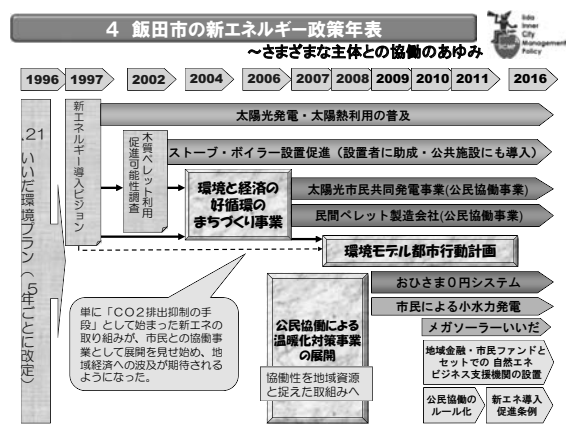 4 飯田市の新エネルギー政策年表
～さまざまな主体との協働のあゆみ
Iida
Inner
City
Management
Policy
1996
1997
2002
2004
2006
2007
2008
2009
2010
2011
2016
21
いいだ環境プラン(5年ごとに改定)
新エネルギー導入ビジョン
太陽光発電・太陽熱利用の普及
木質ペレット利用
促進可能性調査
ストーブ・ボイラー設置促進（設置者に助成・公共施設にも導入）
環境と経済の
好循環の
まちづくり事業
太陽光市民共同発電事業(公民協働事業)
民間ペレット製造会社(公民協働事業)
環境モデル都市行動計画
単に「ＣＯ２排出抑制の手
段」として始まった新エネの
取り組みが、市民との協働事
業として展開を見せ始め、地
域経済への波及が期待される
ようになった。
公民協働による
温暖化対策事業
の展開
協働性を地域資源
と捉えた取組みへ
おひさま０円システム
市民による小水力発電
メガソーラーいいだ
地域金融・市民ファンドと
セットでの 自然エネ
ビジネス支援機関の設置
公民協働の
ルール化
新エネ導入
促進条例